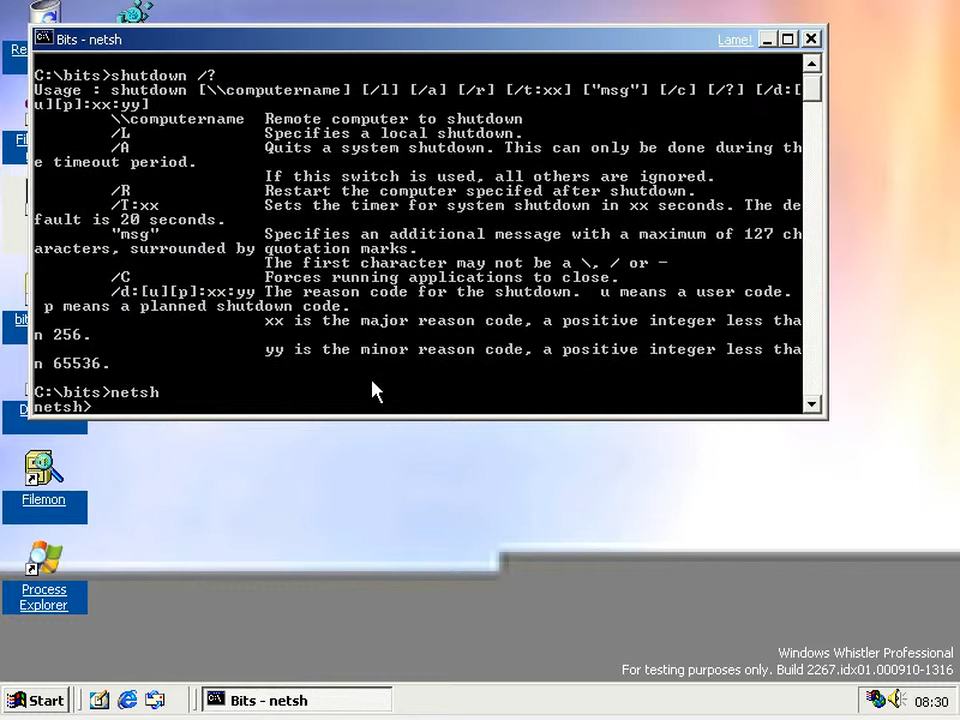 Bits - netsh
Lame!
C:\bits>shutdown /?
Usage : shutdown [\\computername] [/l] [/a] [/r] [/t:xx] ["msg"] [/c] [/?] [/d:[
u][p]:xx:yy]
\\computername Remote computer to shutdown
/L Specifies a local shutdown.
/A Quits a system shutdown. This can only be done during th
e timeout period.
If this switch is used, all others are ignored.
/R Restart the computer specifed after shutdown.
/T:xx Sets the timer for system shutdown in xx seconds. The de
fault is 20 seconds.
"msg" Specifies an additional message with a maximum of 127 ch
aracters, surrounded by quotation marks.
The first character may not be a \, / or -
/C Forces running applications to close.
/d:[u][p]:xx:yy The reason code for the shutdown. u means a user code.
p means a planned shutdown code.
xx is the major reason code, a positive integer less tha
n 256.
yy is the minor reason code, a positive integer less tha
n 65536.
C:\bits>netsh
netsh>
Filemon
Process
Explorer
Windows Whistler Professional
For testing purposes only. Build 2267.idx01.000910-1316
Start
Bits - netsh
08:30